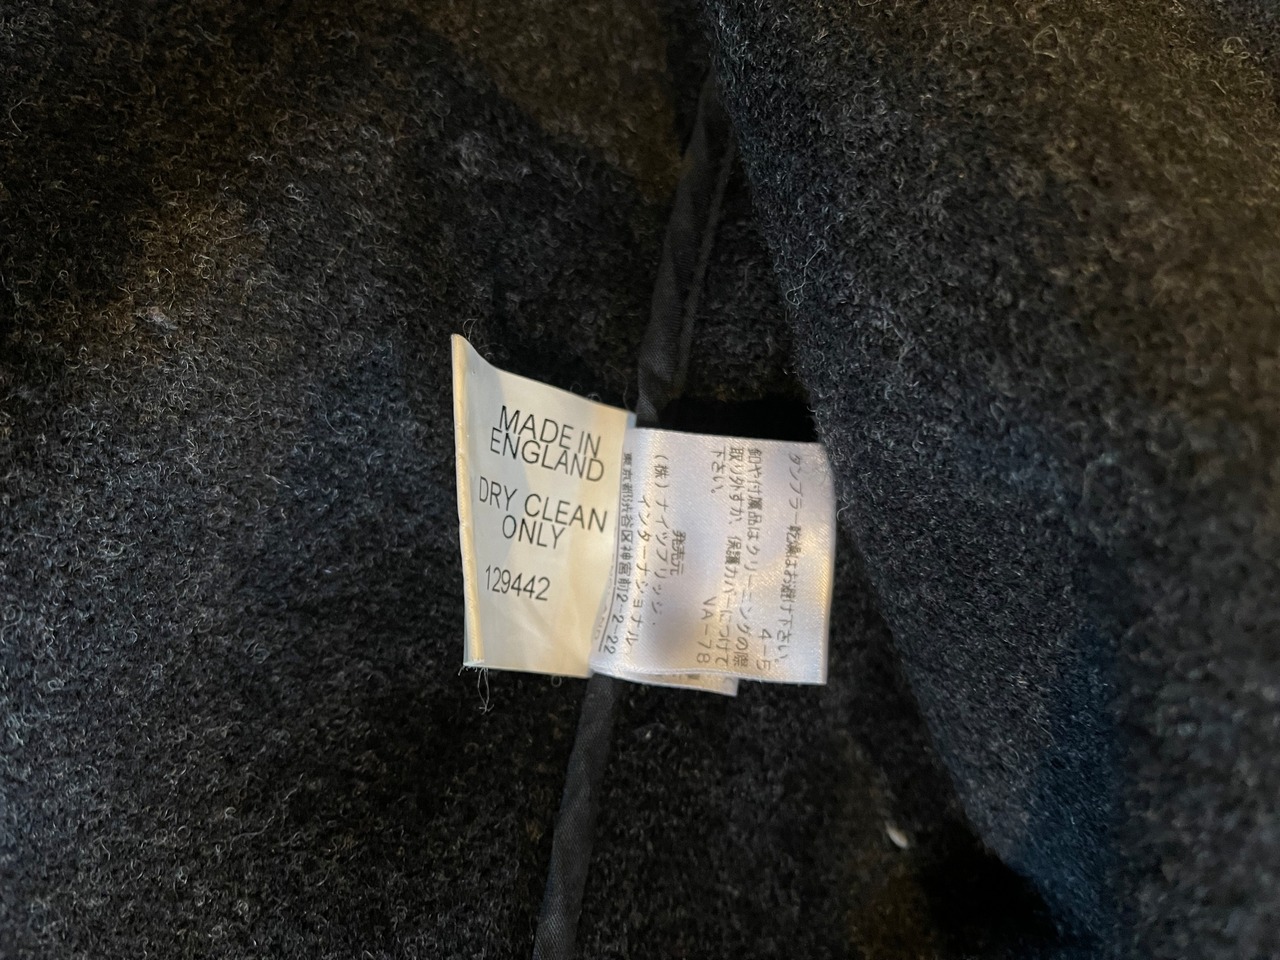 MADE IN
ENGLAND
DRY CLEAN
ONLY
129442
タンブラー乾燥はお避け下さい。
4-5
釦や付属品はクリーニングの際
取り外すか、保護カバーにつけて
下さい。
VA-78
発売元
(株)ナイツブリッジ・
インターナショナル
東京都渋谷区神宮前2-2-22